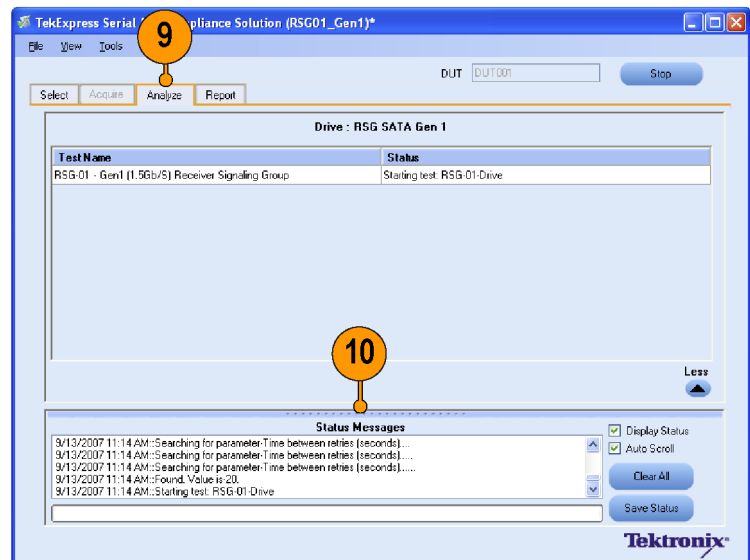 TekExpress Serial pliance Solution (RSG01_Gen1)*
9
File View Tools
DUT DUT001 Stop
Select Acquire Analyze Report
Drive : RSG SATA Gen 1
Test Name Status
RSG-01 - Gen1 (1.5Gb/S) Receiver Signaling Group Starting test: RSG-01-Drive
10
Less
Status Messages
9/13/2007 11:14 AM::Searching for parameter-Time between retries (seconds)....
9/13/2007 11:14 AM::Searching for parameter-Time between retries (seconds).....
9/13/2007 11:14 AM::Searching for parameter-Time between retries (seconds)......
9/13/2007 11:14 AM::Found. Value is-20.
9/13/2007 11:14 AM::Starting test: RSG-01-Drive
Display Status
Auto Scroll
Clear All
Save Status
Tektronix